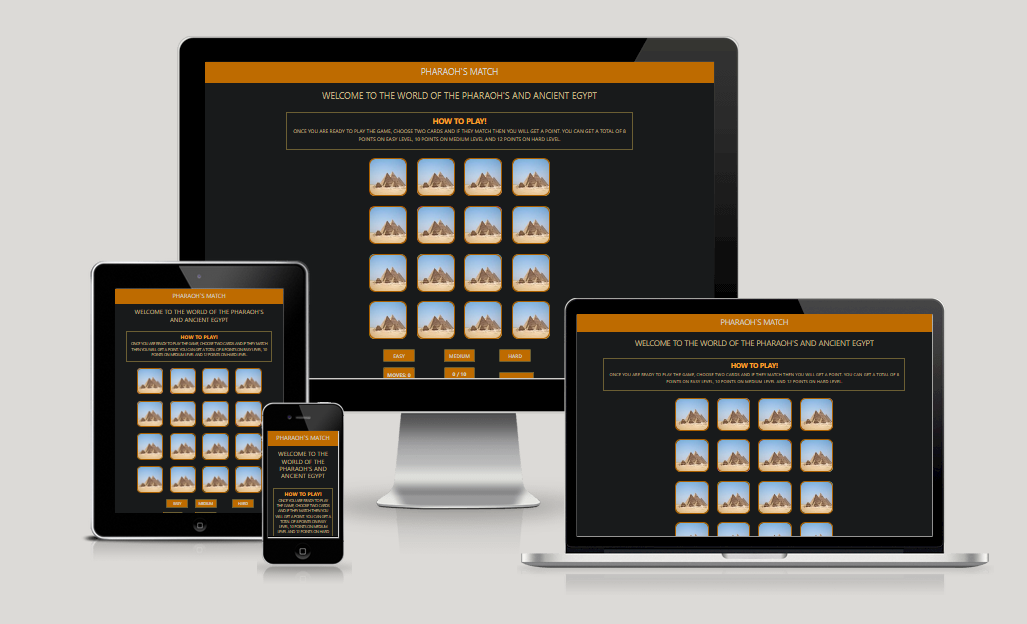 PHARAOH'S MATCH
WELCOME TO THE WORLD OF THE PHARAOH'S AND ANCIENT EGYPT
HOW TO PLAY!
ONCE YOU ARE READY TO PLAY THE GAME, CHOOSE TWO CARDS AND IF THEY MATCH THEN YOU WILL GET A POINT. YOU CAN GET A TOTAL OF 8
POINTS ON EASY LEVEL, 10 POINTS ON MEDIUM LEVEL AND 12 POINTS ON HARD LEVEL.
EASY
MEDIUM
HARD
MOVES: 0
0 / 10
PHARAOH'S MATCH
WELCOME TO THE WORLD OF THE PHARAOH'S
AND ANCIENT EGYPT
HOW TO PLAY!
ONCE YOU ARE READY TO PLAY THE GAME, CHOOSE TWO CARDS AND IF THEY MATCH
THEN YOU WILL GET A POINT. YOU CAN GET A TOTAL OF 8 POINTS ON EASY LEVEL, 10
POINTS ON MEDIUM LEVEL AND 12 POINTS ON HARD LEVEL.
EASY
MEDIUM
HARD
PHARAOH'S MATCH
WELCOME TO THE
WORLD OF THE
PHARAOH'S AND
ANCIENT EGYPT
HOW TO PLAY!
ONCE YOU ARE READY TO PLAY
THE GAME, CHOOSE TWO CARDS
AND IF THEY MATCH THEN YOU
WILL GET A POINT. YOU CAN GET A
TOTAL OF 8 POINTS ON EASY
LEVEL, 10 POINTS ON MEDIUM
LEVEL AND 12 POINTS ON HARD
PHARAOH'S MATCH
WELCOME TO THE WORLD OF THE PHARAOH'S AND ANCIENT EGYPT
HOW TO PLAY!
ONCE YOU ARE READY TO PLAY THE GAME, CHOOSE TWO CARDS AND IF THEY MATCH THEN YOU WILL GET A POINT. YOU CAN GET A TOTAL OF 8
POINTS ON EASY LEVEL, 10 POINTS ON MEDIUM LEVEL AND 12 POINTS ON HARD LEVEL.